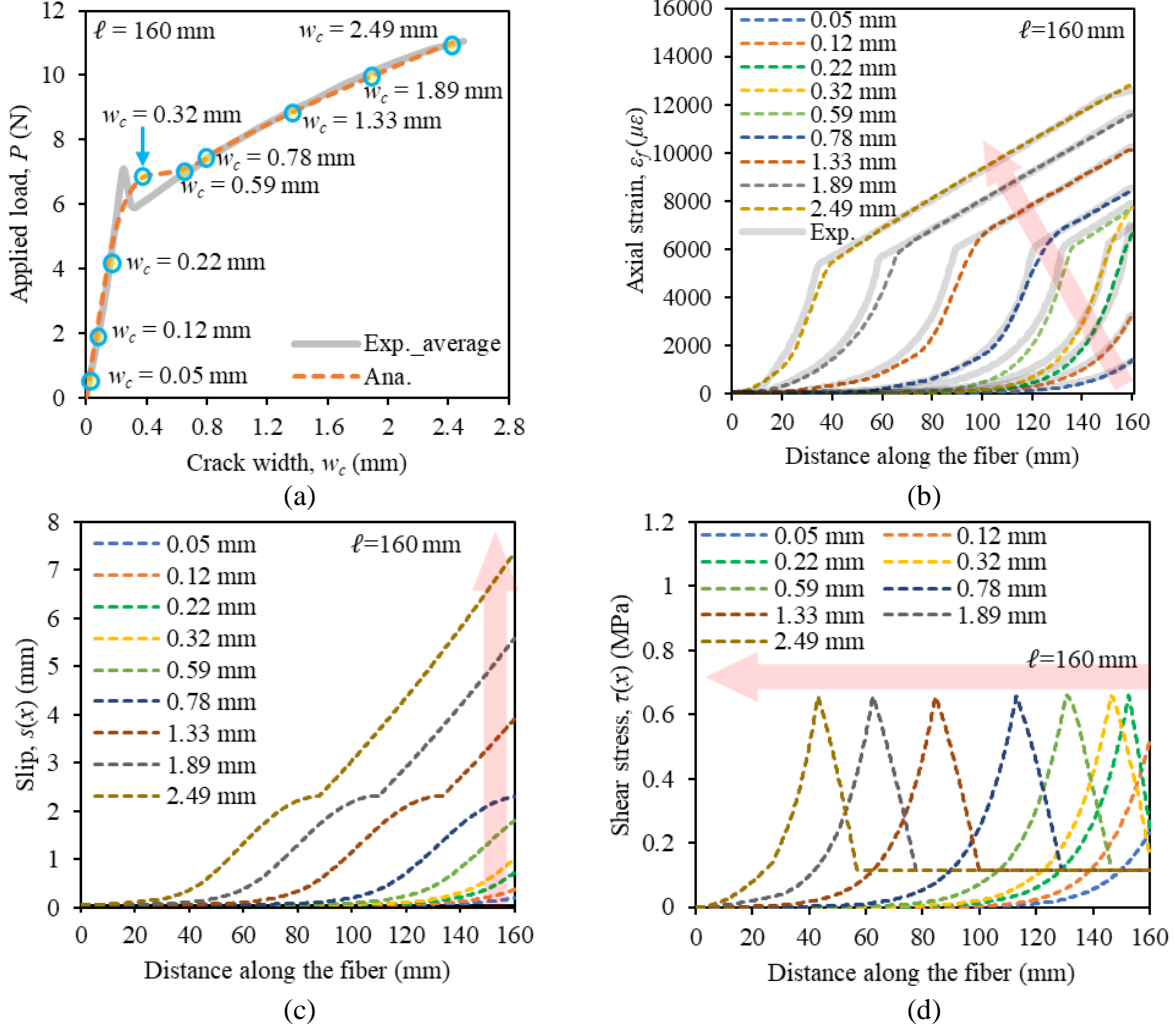 12
10
8
6
4
2
0
Applied load, P (N)
ℓ = 160 mm
w_c = 2.49 mm
w_c = 1.89 mm
w_c = 0.32 mm
w_c = 1.33 mm
w_c = 0.78 mm
w_c = 0.59 mm
w_c = 0.22 mm
w_c = 0.12 mm
w_c = 0.05 mm
Exp._average
Ana.
0 0.4 0.8 1.2 1.6 2 2.4 2.8
Crack width, w_c (mm)
(a)
16000
14000
12000
10000
8000
6000
4000
2000
0
Axial strain, ε_f (με)
0.05 mm
0.12 mm
0.22 mm
0.32 mm
0.59 mm
0.78 mm
1.33 mm
1.89 mm
2.49 mm
Exp.
ℓ=160 mm
0 20 40 60 80 100 120 140 160
Distance along the fiber (mm)
(b)
8
7
6
5
4
3
2
1
0
Slip, s(x) (mm)
0.05 mm
0.12 mm
0.22 mm
0.32 mm
0.59 mm
0.78 mm
1.33 mm
1.89 mm
2.49 mm
ℓ=160 mm
0 20 40 60 80 100 120 140 160
Distance along the fiber (mm)
(c)
1.2
1
0.8
0.6
0.4
0.2
0
Shear stress, τ(x) (MPa)
0.05 mm 0.12 mm
0.22 mm 0.32 mm
0.59 mm 0.78 mm
1.33 mm 1.89 mm
2.49 mm
ℓ=160 mm
0 20 40 60 80 100 120 140 160
Distance along the fiber (mm)
(d)